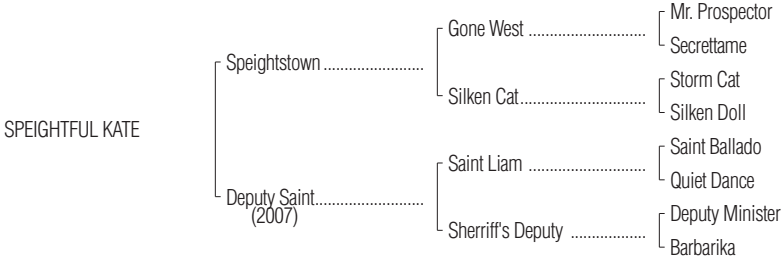 Mr. Prospector
Gone West ........................
Secrettame
Speightstown ....................
Storm Cat
Silken Cat..........................
Silken Doll
SPEIGHTFUL KATE
Saint Ballado
Saint Liam ........................
Quiet Dance
Deputy Saint......................
(2007)
Deputy Minister
Sherriff's Deputy ...............
Barbarika